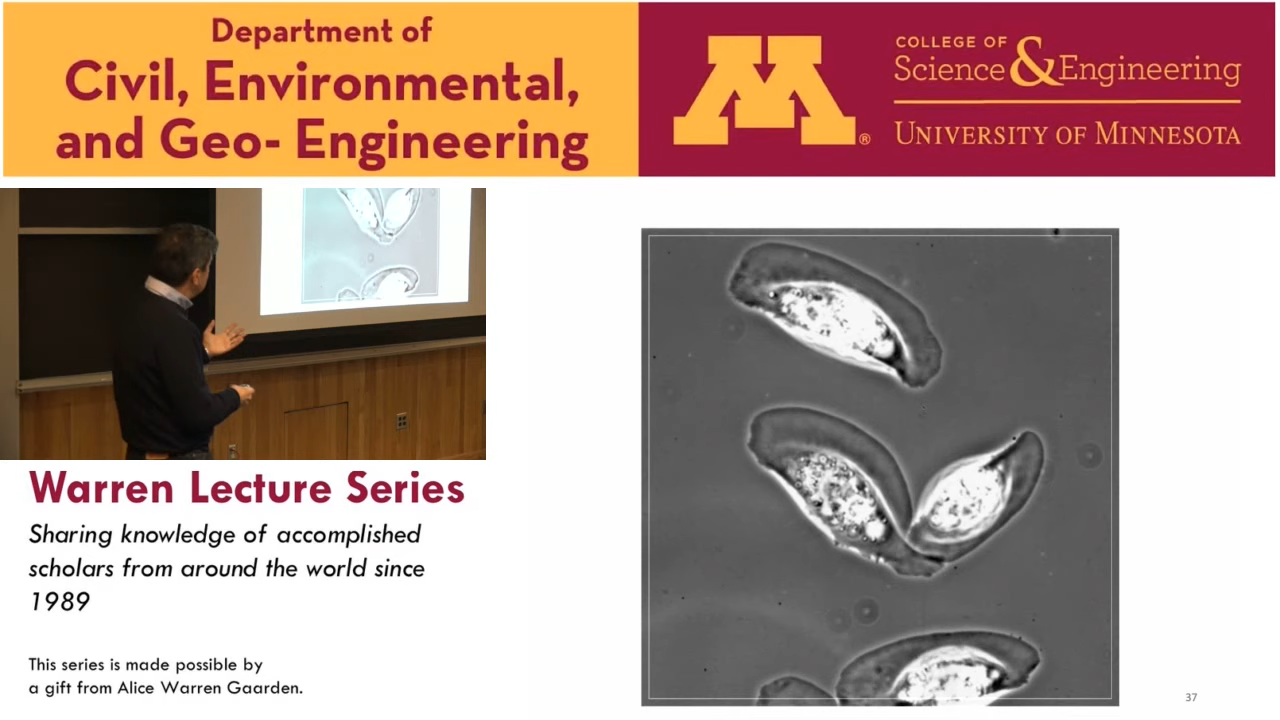 Department of
Civil, Environmental,
and Geo- Engineering
M®
COLLEGE OF
Science & Engineering
UNIVERSITY OF MINNESOTA
Warren Lecture Series
Sharing knowledge of accomplished
scholars from around the world since
1989
This series is made possible by
a gift from Alice Warren Gaarden.
37